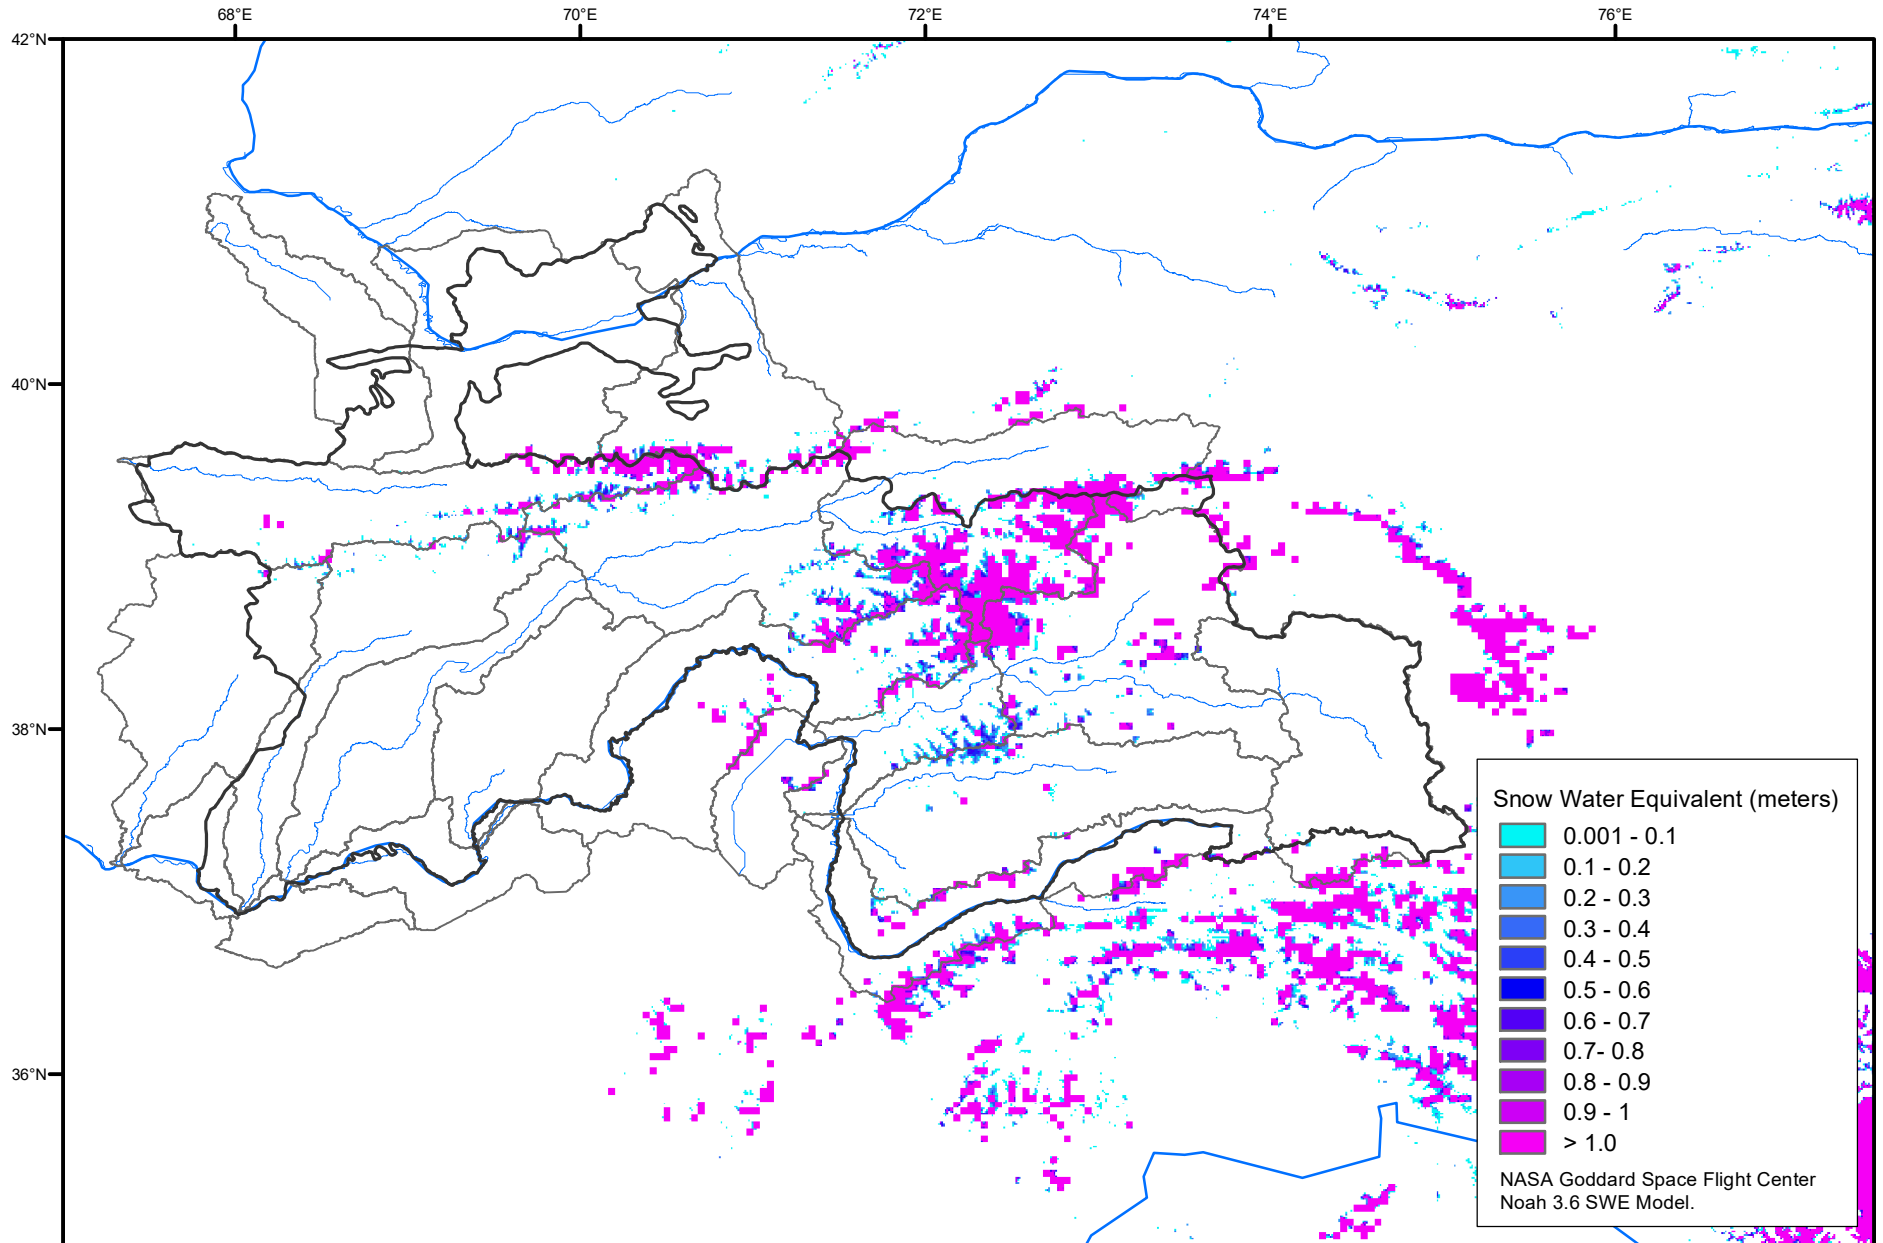 68°E
70°E
72°E
74°E
76°E
42°N
40°N
38°N
36°N
Snow Water Equivalent (meters)
0.001 - 0.1
0.1 - 0.2
0.2 - 0.3
0.3 - 0.4
0.4 - 0.5
0.5 - 0.6
0.6 - 0.7
0.7- 0.8
0.8 - 0.9
0.9 - 1
> 1.0
NASA Goddard Space Flight Center
Noah 3.6 SWE Model.